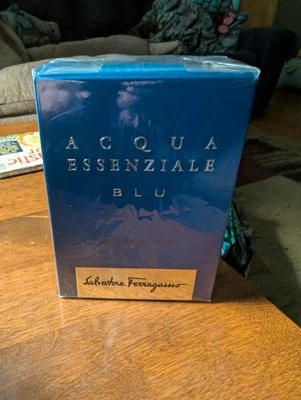 ACQUA
ESSENZIALE
BLU
Salvatore Ferragamo